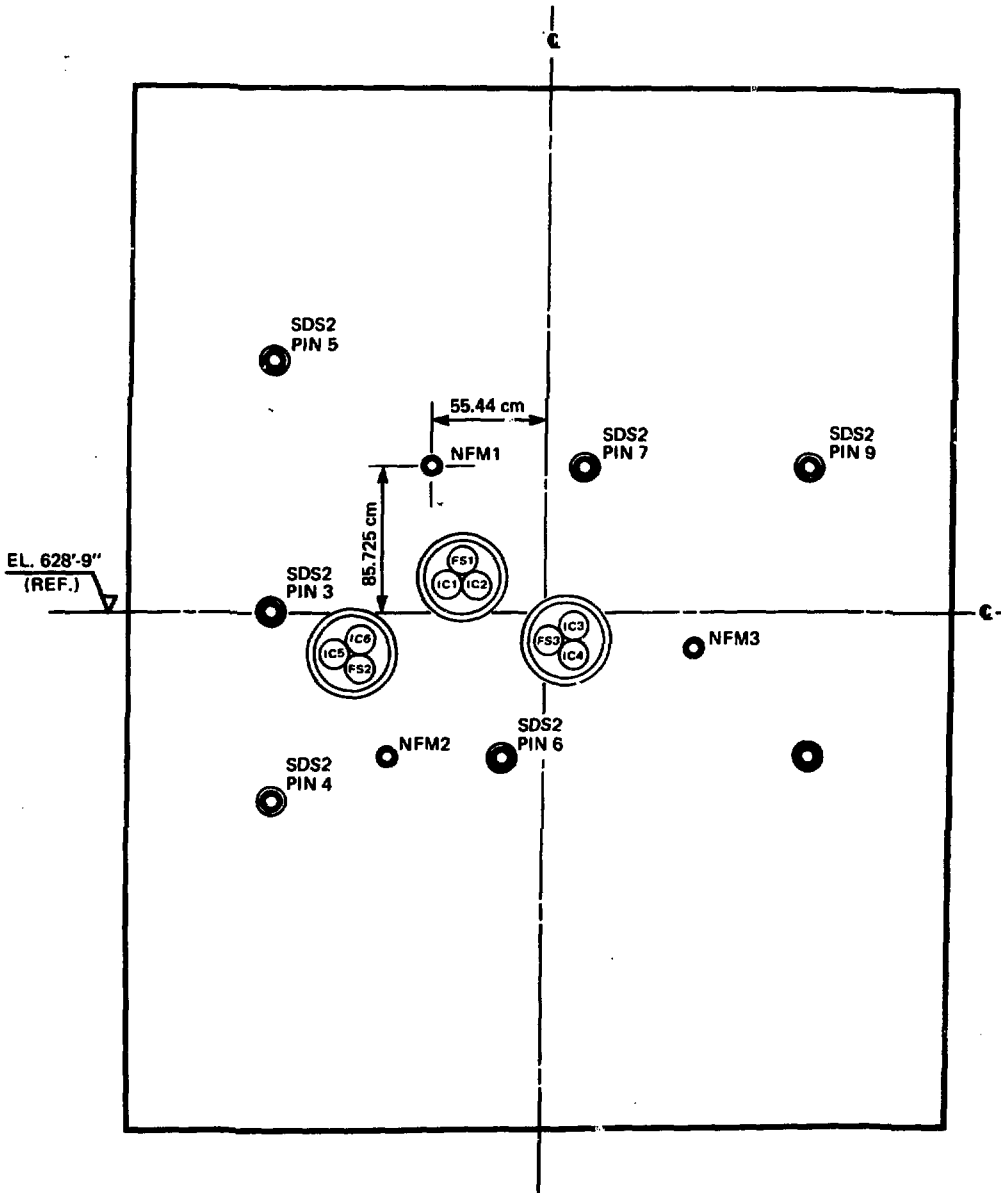 ℄
SDS2
PIN 5
55.44 cm
NFM1
SDS2
PIN 7
SDS2
PIN 9
85.725 cm
EL. 628'-9"
(REF.)
FS1
IC1
IC2
SDS2
PIN 3
℄
IC3
FS3
IC4
IC6
IC5
FS2
NFM3
SDS2
PIN 6
NFM2
SDS2
PIN 4